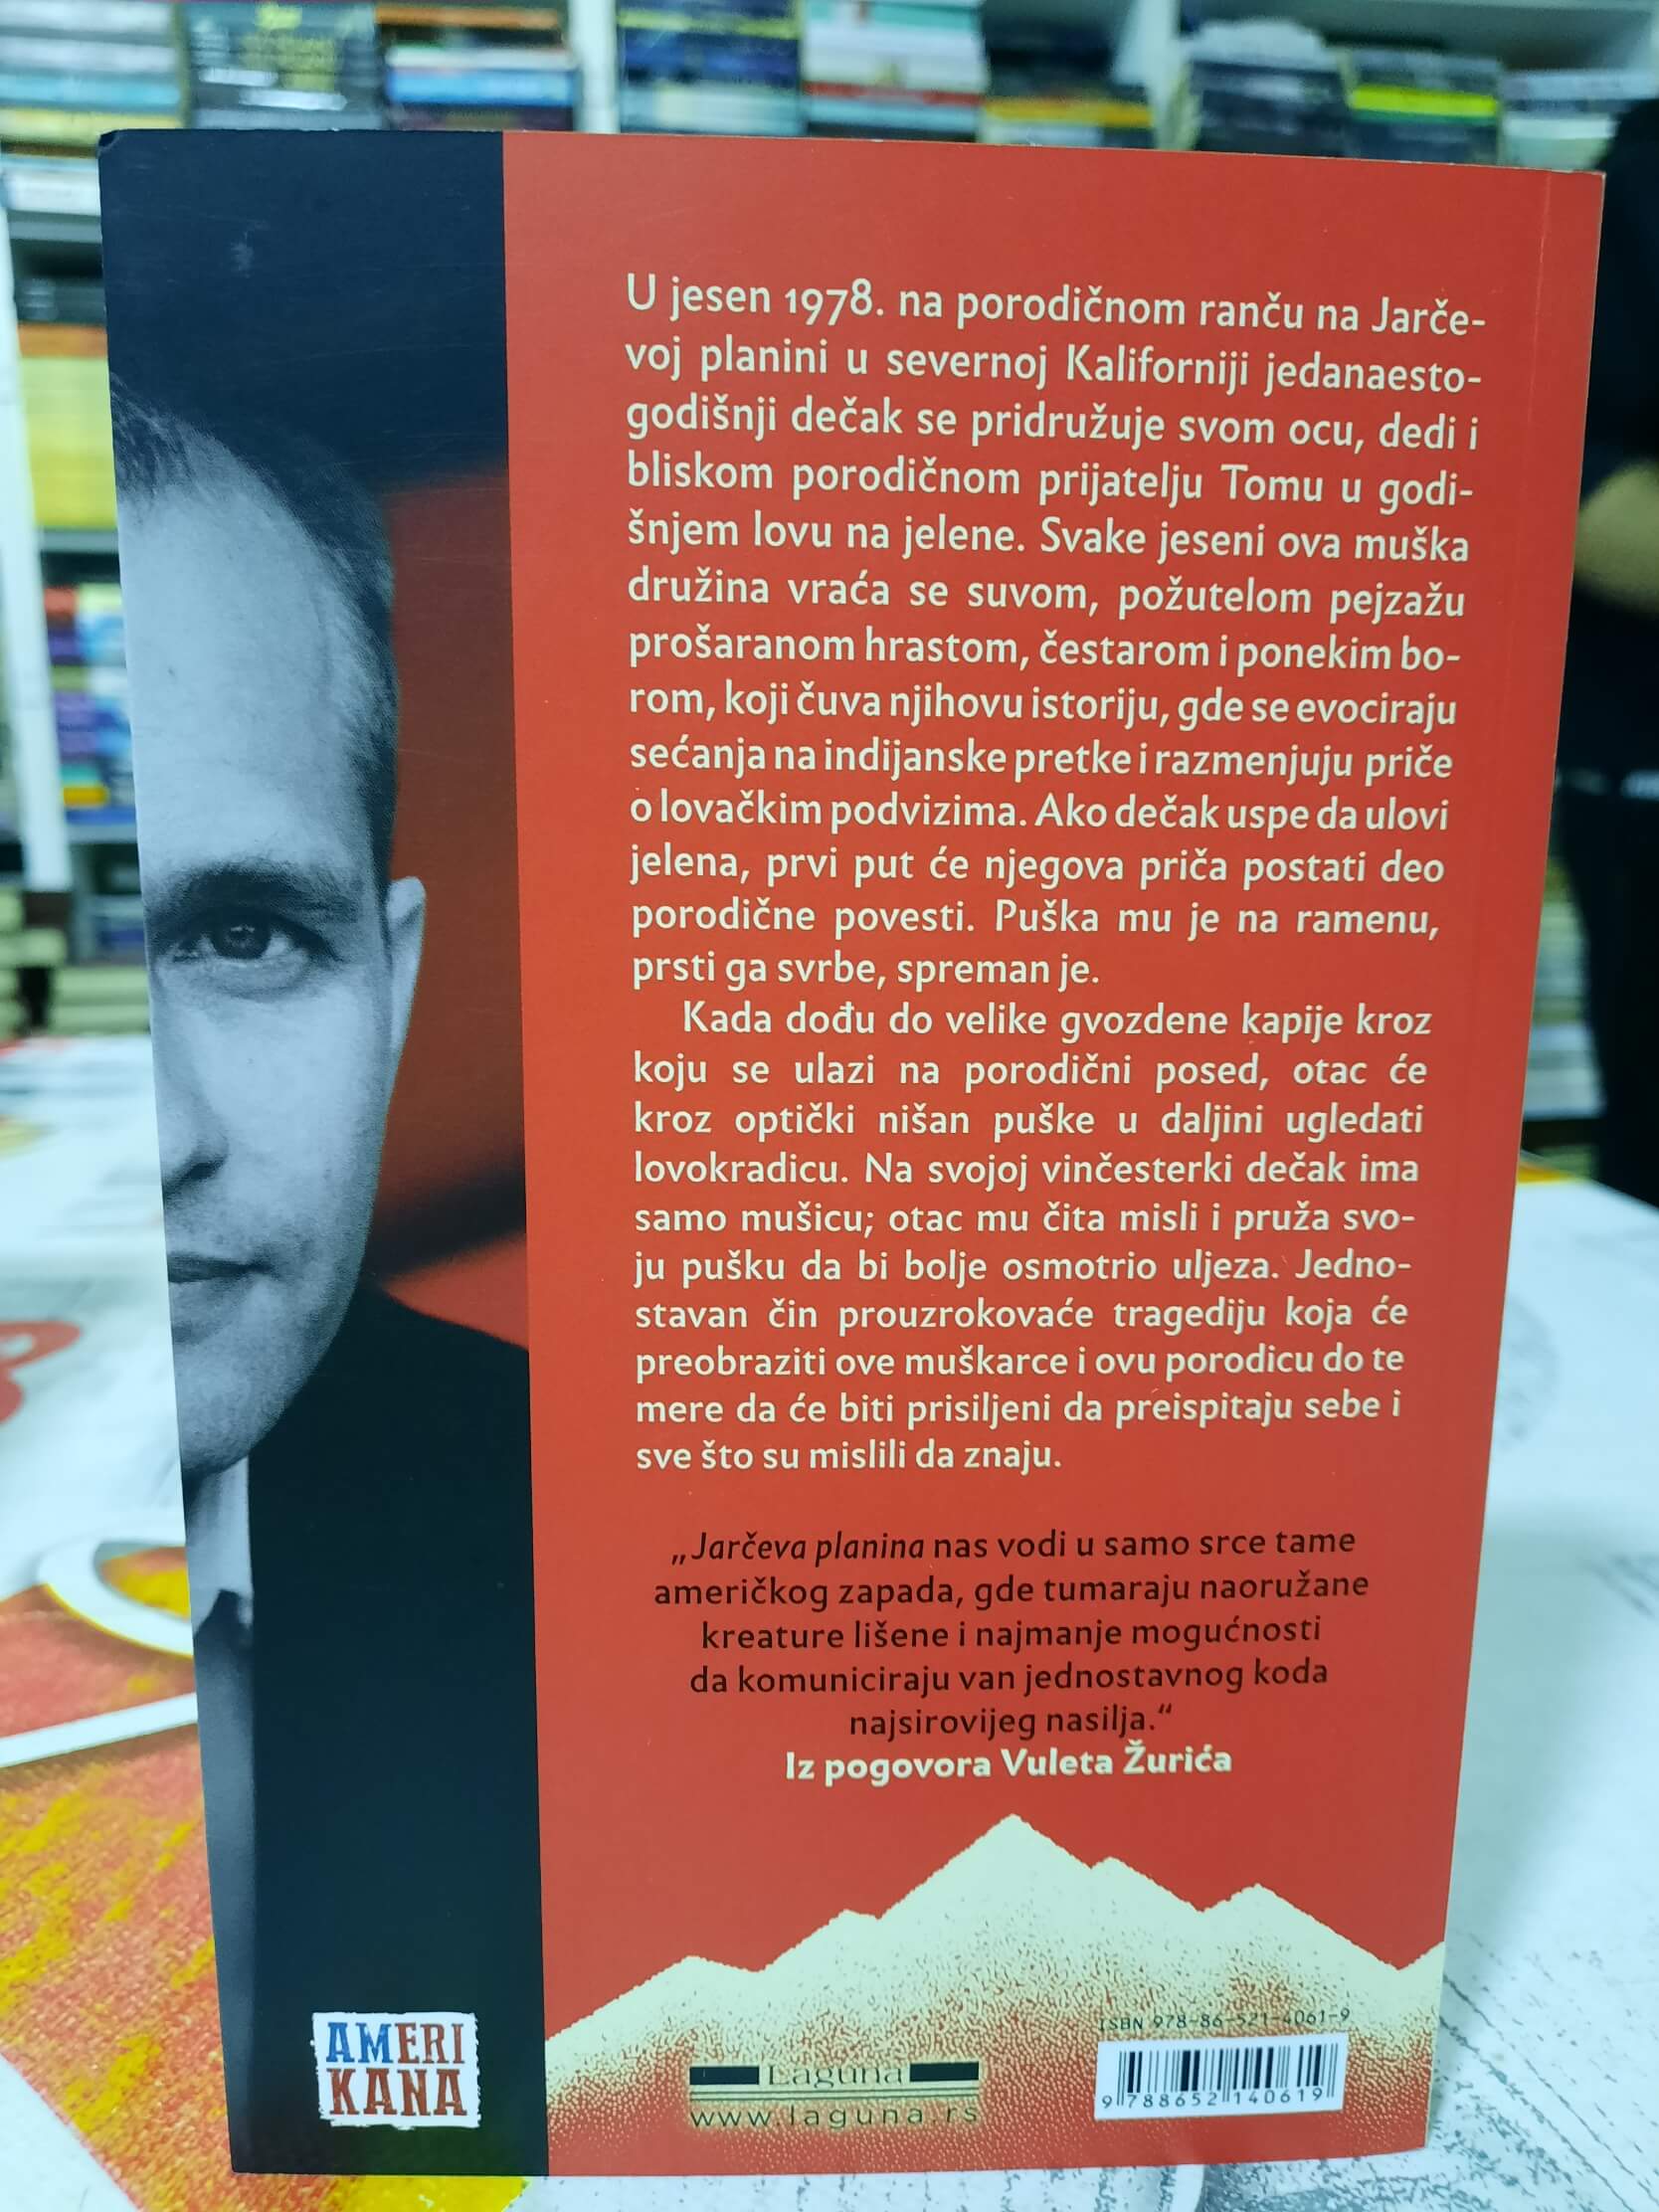 U jesen 1978. na porodičnom ranču na Jarče-
voj planini u severnoj Kaliforniji jedanaesto-
godišnji dečak se pridružuje svom ocu, dedi i
bliskom porodičnom prijatelju Tomu u godi-
šnjem lovu na jelene. Svake jeseni ova muška
družina vraća se suvom, požutelom pejzažu
prošaranom hrastom, čestarom i ponekim bo-
rom, koji čuva njihovu istoriju, gde se evociraju
sećanja na indijanske pretke i razmenjuju priče
o lovačkim podvizima. Ako dečak uspe da ulovi
jelena, prvi put će njegova priča postati deo
porodične povesti. Puška mu je na ramenu,
prsti ga svrbe, spreman je.
Kada dođu do velike gvozdene kapije kroz
koju se ulazi na porodični posed, otac će
kroz optički nišan puške u daljini ugledati
lovokradicu. Na svojoj vinčesterki dečak ima
samo mušicu; otac mu čita misli i pruža svo-
ju pušku da bi bolje osmotrio uljeza. Jedno-
stavan čin prouzrokovaće tragediju koja će
preobraziti ove muškarce i ovu porodicu do te
mere da će biti prisiljeni da preispitaju sebe i
sve što su mislili da znaju.
„Jarčeva planina nas vodi u samo srce tame
američkog zapada, gde tumaraju naoružane
kreature lišene i najmanje mogućnosti
da komuniciraju van jednostavnog koda
najsirovijeg nasilja.“
Iz pogovora Vuleta Žurića
AMERI
KANA
Laguna
www.laguna.rs
ISBN 978-86-521-4061-9
9 788652 140619